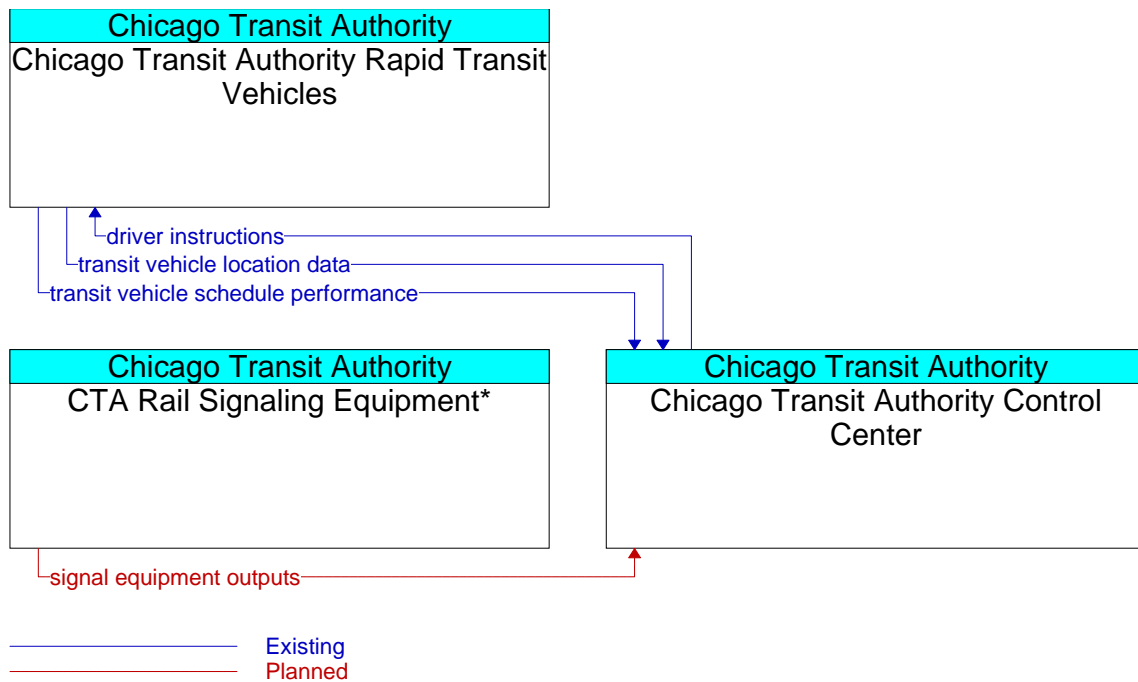 Chicago Transit Authority
Chicago Transit Authority Rapid Transit
Vehicles
driver instructions
transit vehicle location data
transit vehicle schedule performance
Chicago Transit Authority
CTA Rail Signaling Equipment*
Chicago Transit Authority
Chicago Transit Authority Control
Center
signal equipment outputs
Existing
Planned